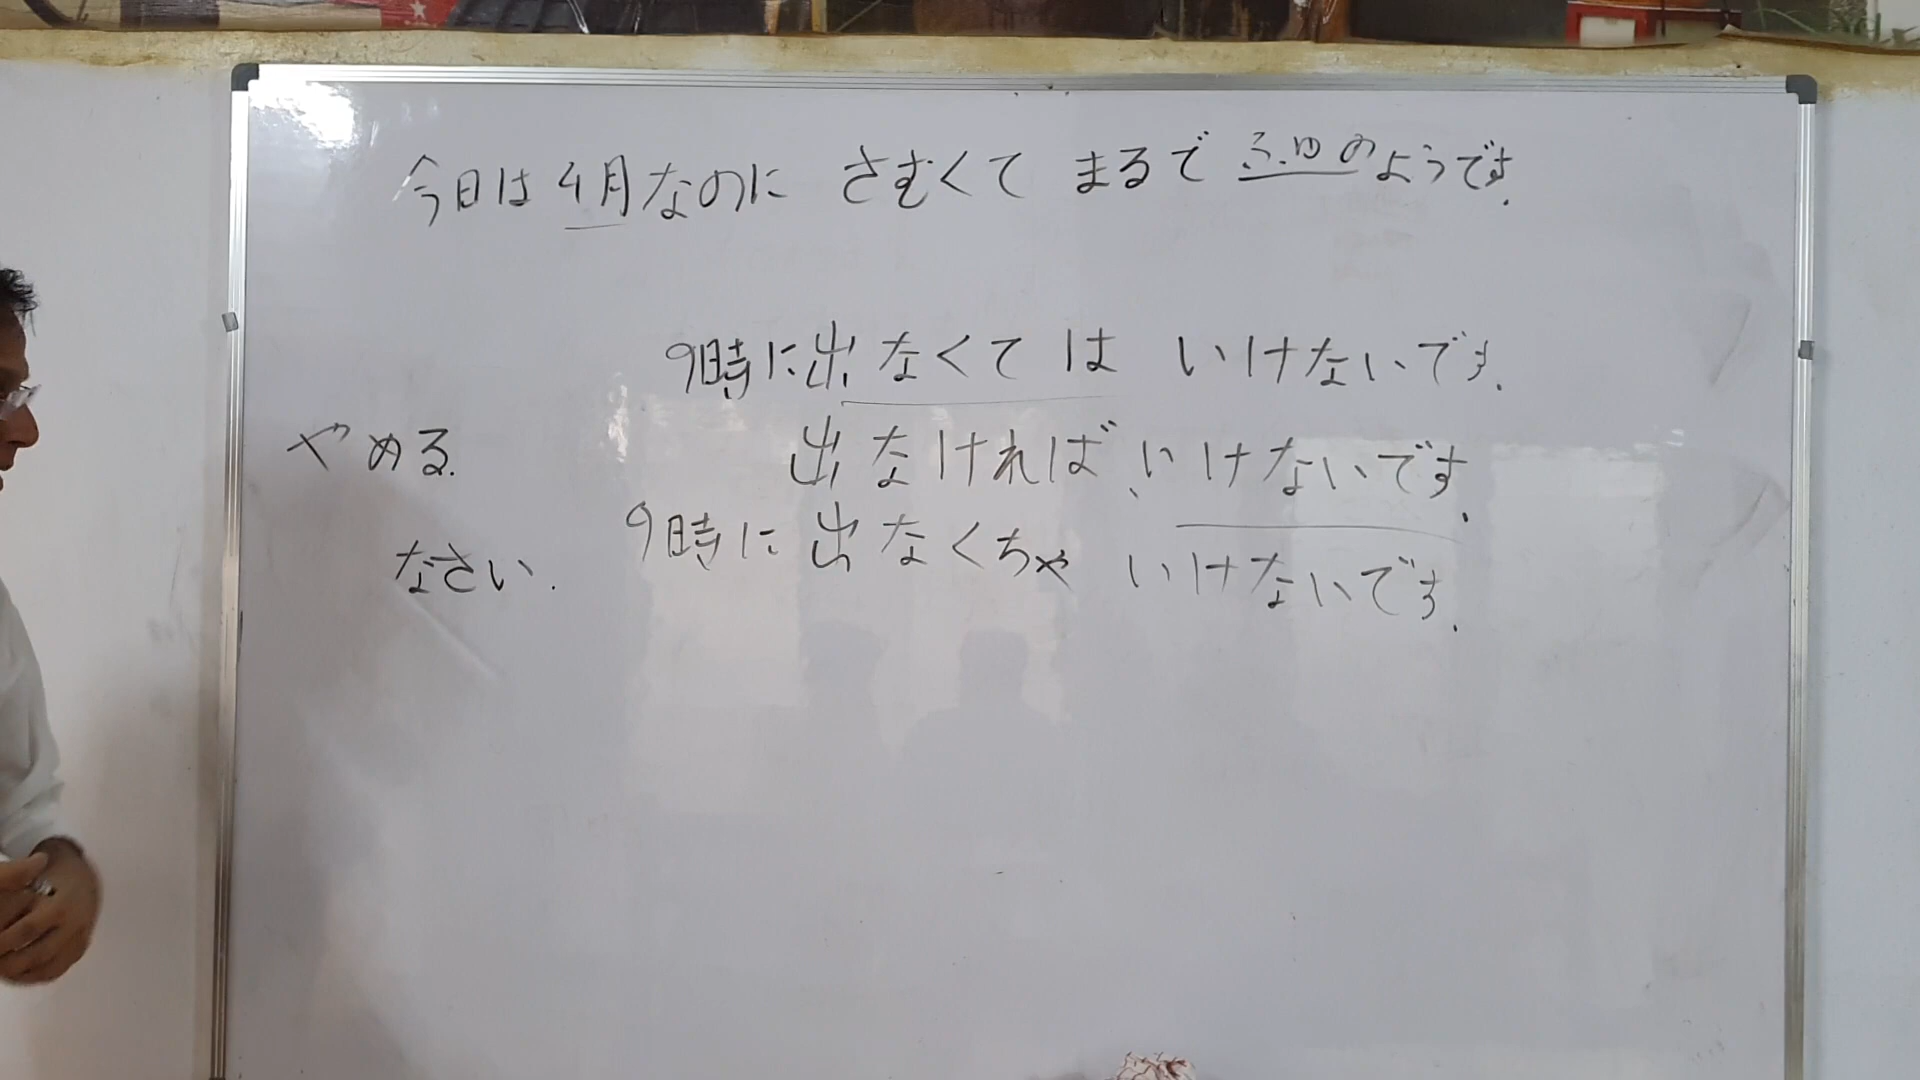 今日は4月なのに さむくて まるで ふゆのようです.
9時に出なくては いけないです.
やめる.
出なければ いけないです.
9時に出なくちゃ いけないです.
なさい.